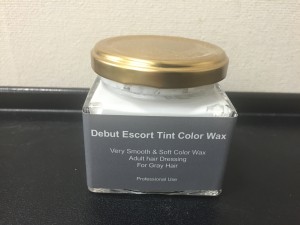 Debut Escort Tint Color Wax
Very Smooth & Soft Color Wax
Adult hair Dressing
For Gray Hair
Professional Use